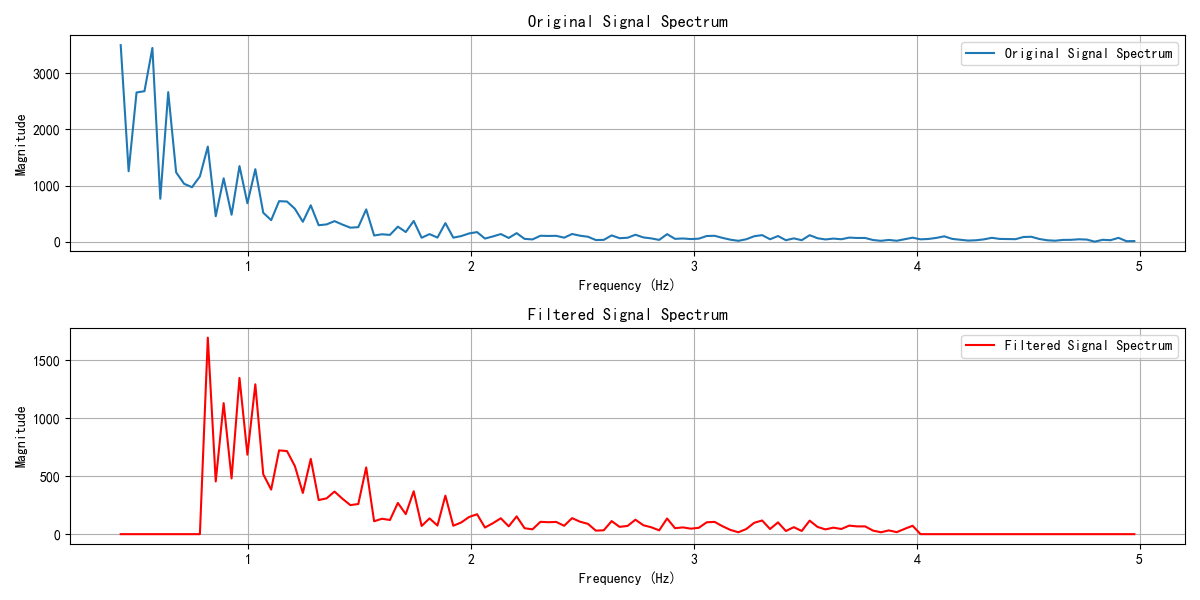 Original Signal Spectrum
Original Signal Spectrum
Magnitude
3000
2000
1000
0
1 2 3 4 5
Frequency (Hz)
Filtered Signal Spectrum
Filtered Signal Spectrum
Magnitude
1500
1000
500
0
1 2 3 4 5
Frequency (Hz)